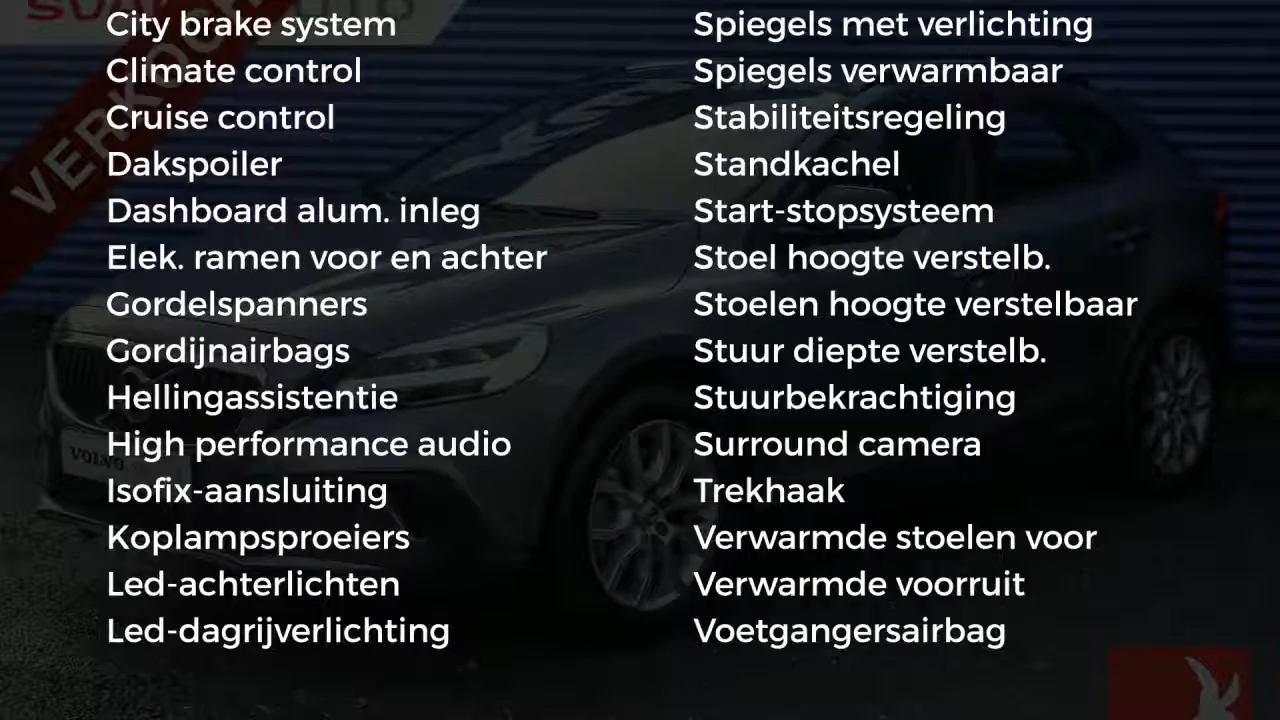 City brake system
Climate control
Cruise control
Dakspoiler
Dashboard alum. inleg
Elek. ramen voor en achter
Gordelspanners
Gordijnairbags
Hellingassistentie
High performance audio
Isofix-aansluiting
Koplampsproeiers
Led-achterlichten
Led-dagrijverlichting
Spiegels met verlichting
Spiegels verwarmbaar
Stabiliteitsregeling
Standkachel
Start-stopsysteem
Stoel hoogte verstelb.
Stoelen hoogte verstelbaar
Stuur diepte verstelb.
Stuurbekrachtiging
Surround camera
Trekhaak
Verwarmde stoelen voor
Verwarmde voorruit
Voetgangersairbag
VOLVO